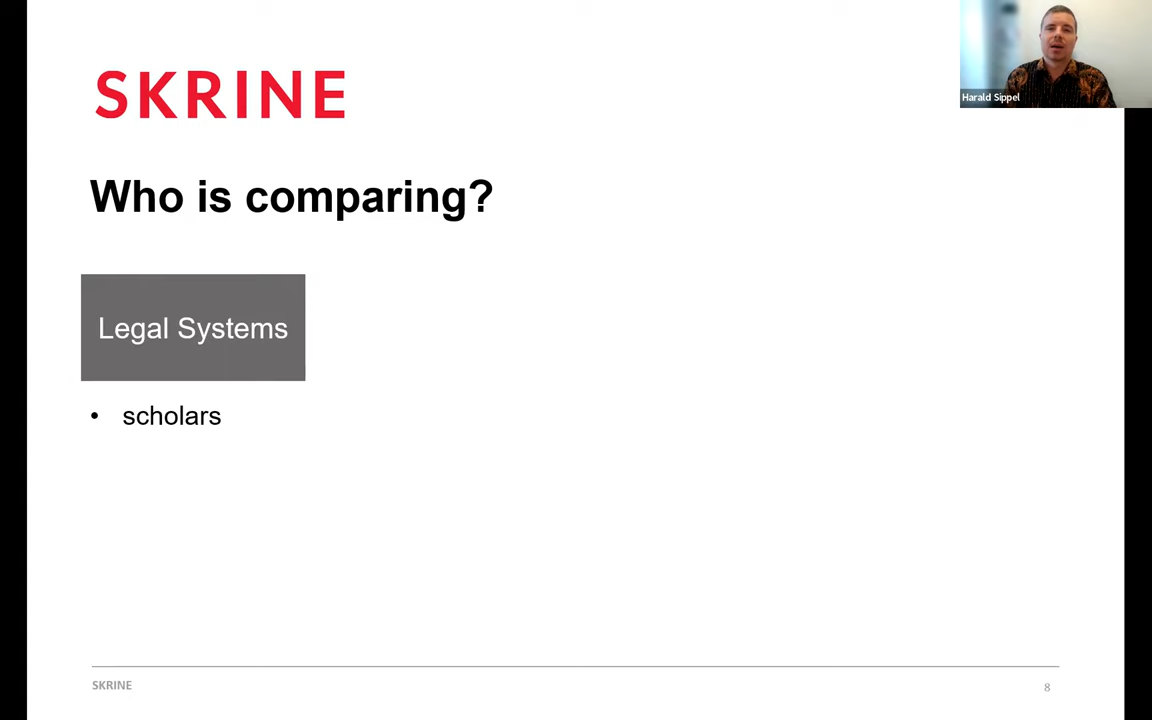 SKRINE
Harald Sippel
Who is comparing?
Legal Systems
• scholars
SKRINE
8